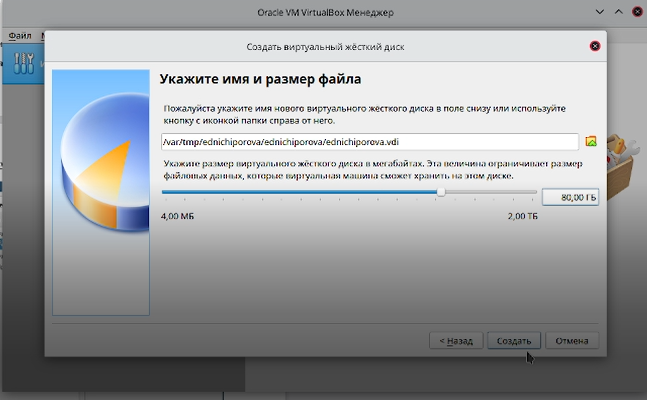 Oracle VM VirtualBox Менеджер
Файл
Создать виртуальный жёсткий диск
Укажите имя и размер файла
Пожалуйста укажите имя нового виртуального жёсткого диска в поле снизу или используйте
кнопку с иконкой папки справа от него.
/var/tmp/ednichiporova/ednichiporova/ednichiporova.vdi
Укажите размер виртуального жёсткого диска в мегабайтах. Эта величина ограничивает размер
файловых данных, которые виртуальная машина сможет хранить на этом диске.
80,00 ГБ
4,00 МБ 2,00 ТБ
< Назад Создать Отмена